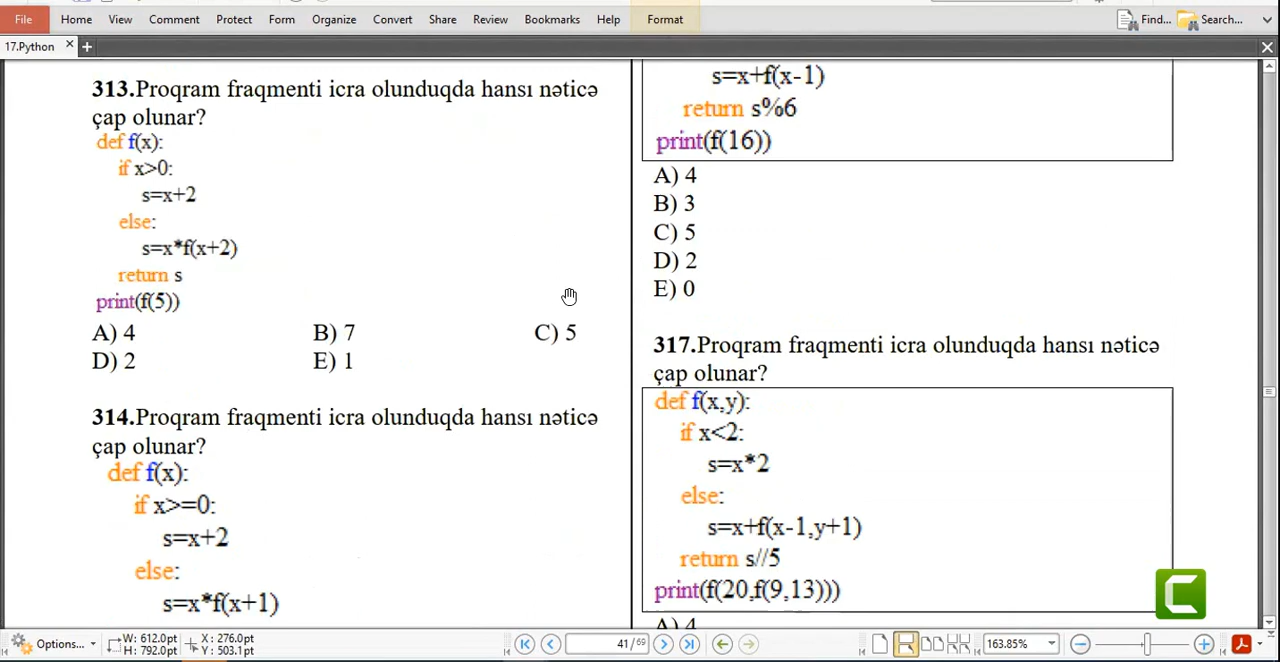 File Home View Comment Protect Form Organize Convert Share Review Bookmarks Help Format Find... Search...
17.Python
313.Proqram fraqmenti icra olunduqda hansı nəticə
çap olunar?
def f(x):
if x>0:
s=x+2
else:
s=x*f(x+2)
return s
print(f(5))
A) 4 B) 7 C) 5
D) 2 E) 1
314.Proqram fraqmenti icra olunduqda hansı nəticə
çap olunar?
def f(x):
if x>=0:
s=x+2
else:
s=x*f(x+1)
s=x+f(x-1)
return s%6
print(f(16))
A) 4
B) 3
C) 5
D) 2
E) 0
317.Proqram fraqmenti icra olunduqda hansı nəticə
çap olunar?
def f(x,y):
if x<2:
s=x*2
else:
s=x+f(x-1,y+1)
return s//5
print(f(20,f(9,13)))
A) 4
Options... W: 612.0pt X: 276.0pt 41/69 163.85%
H: 792.0pt Y: 503.1pt